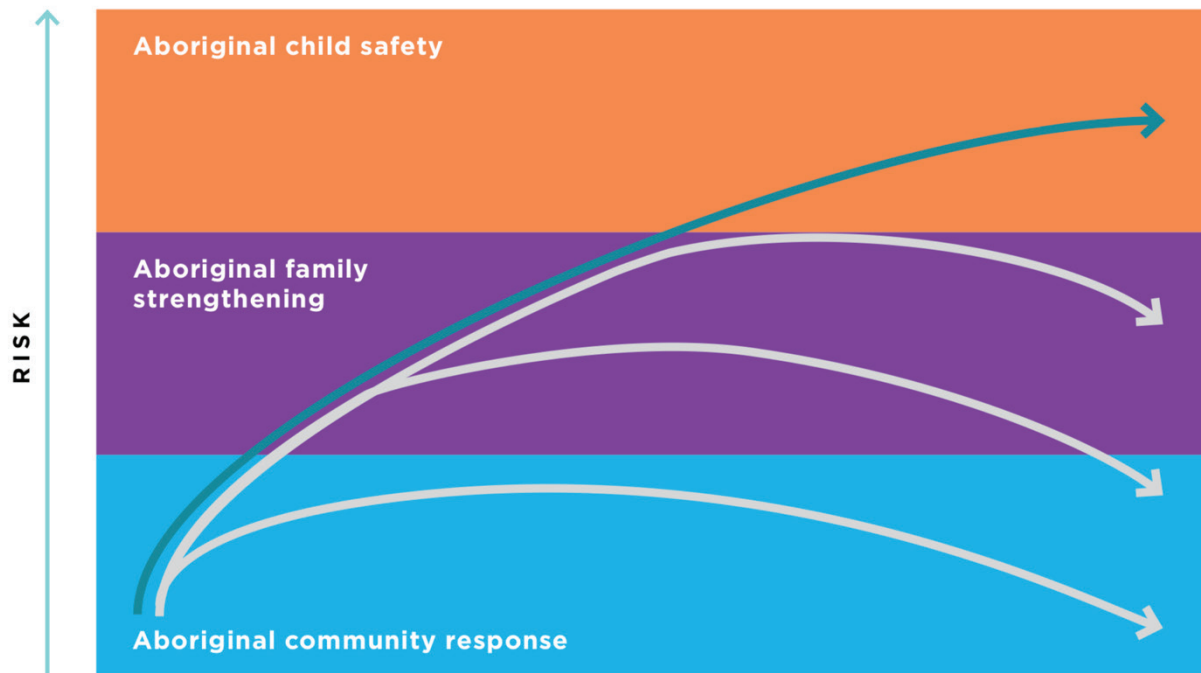 Aboriginal child safety
Aboriginal family
strengthening
RISK
Aboriginal community response